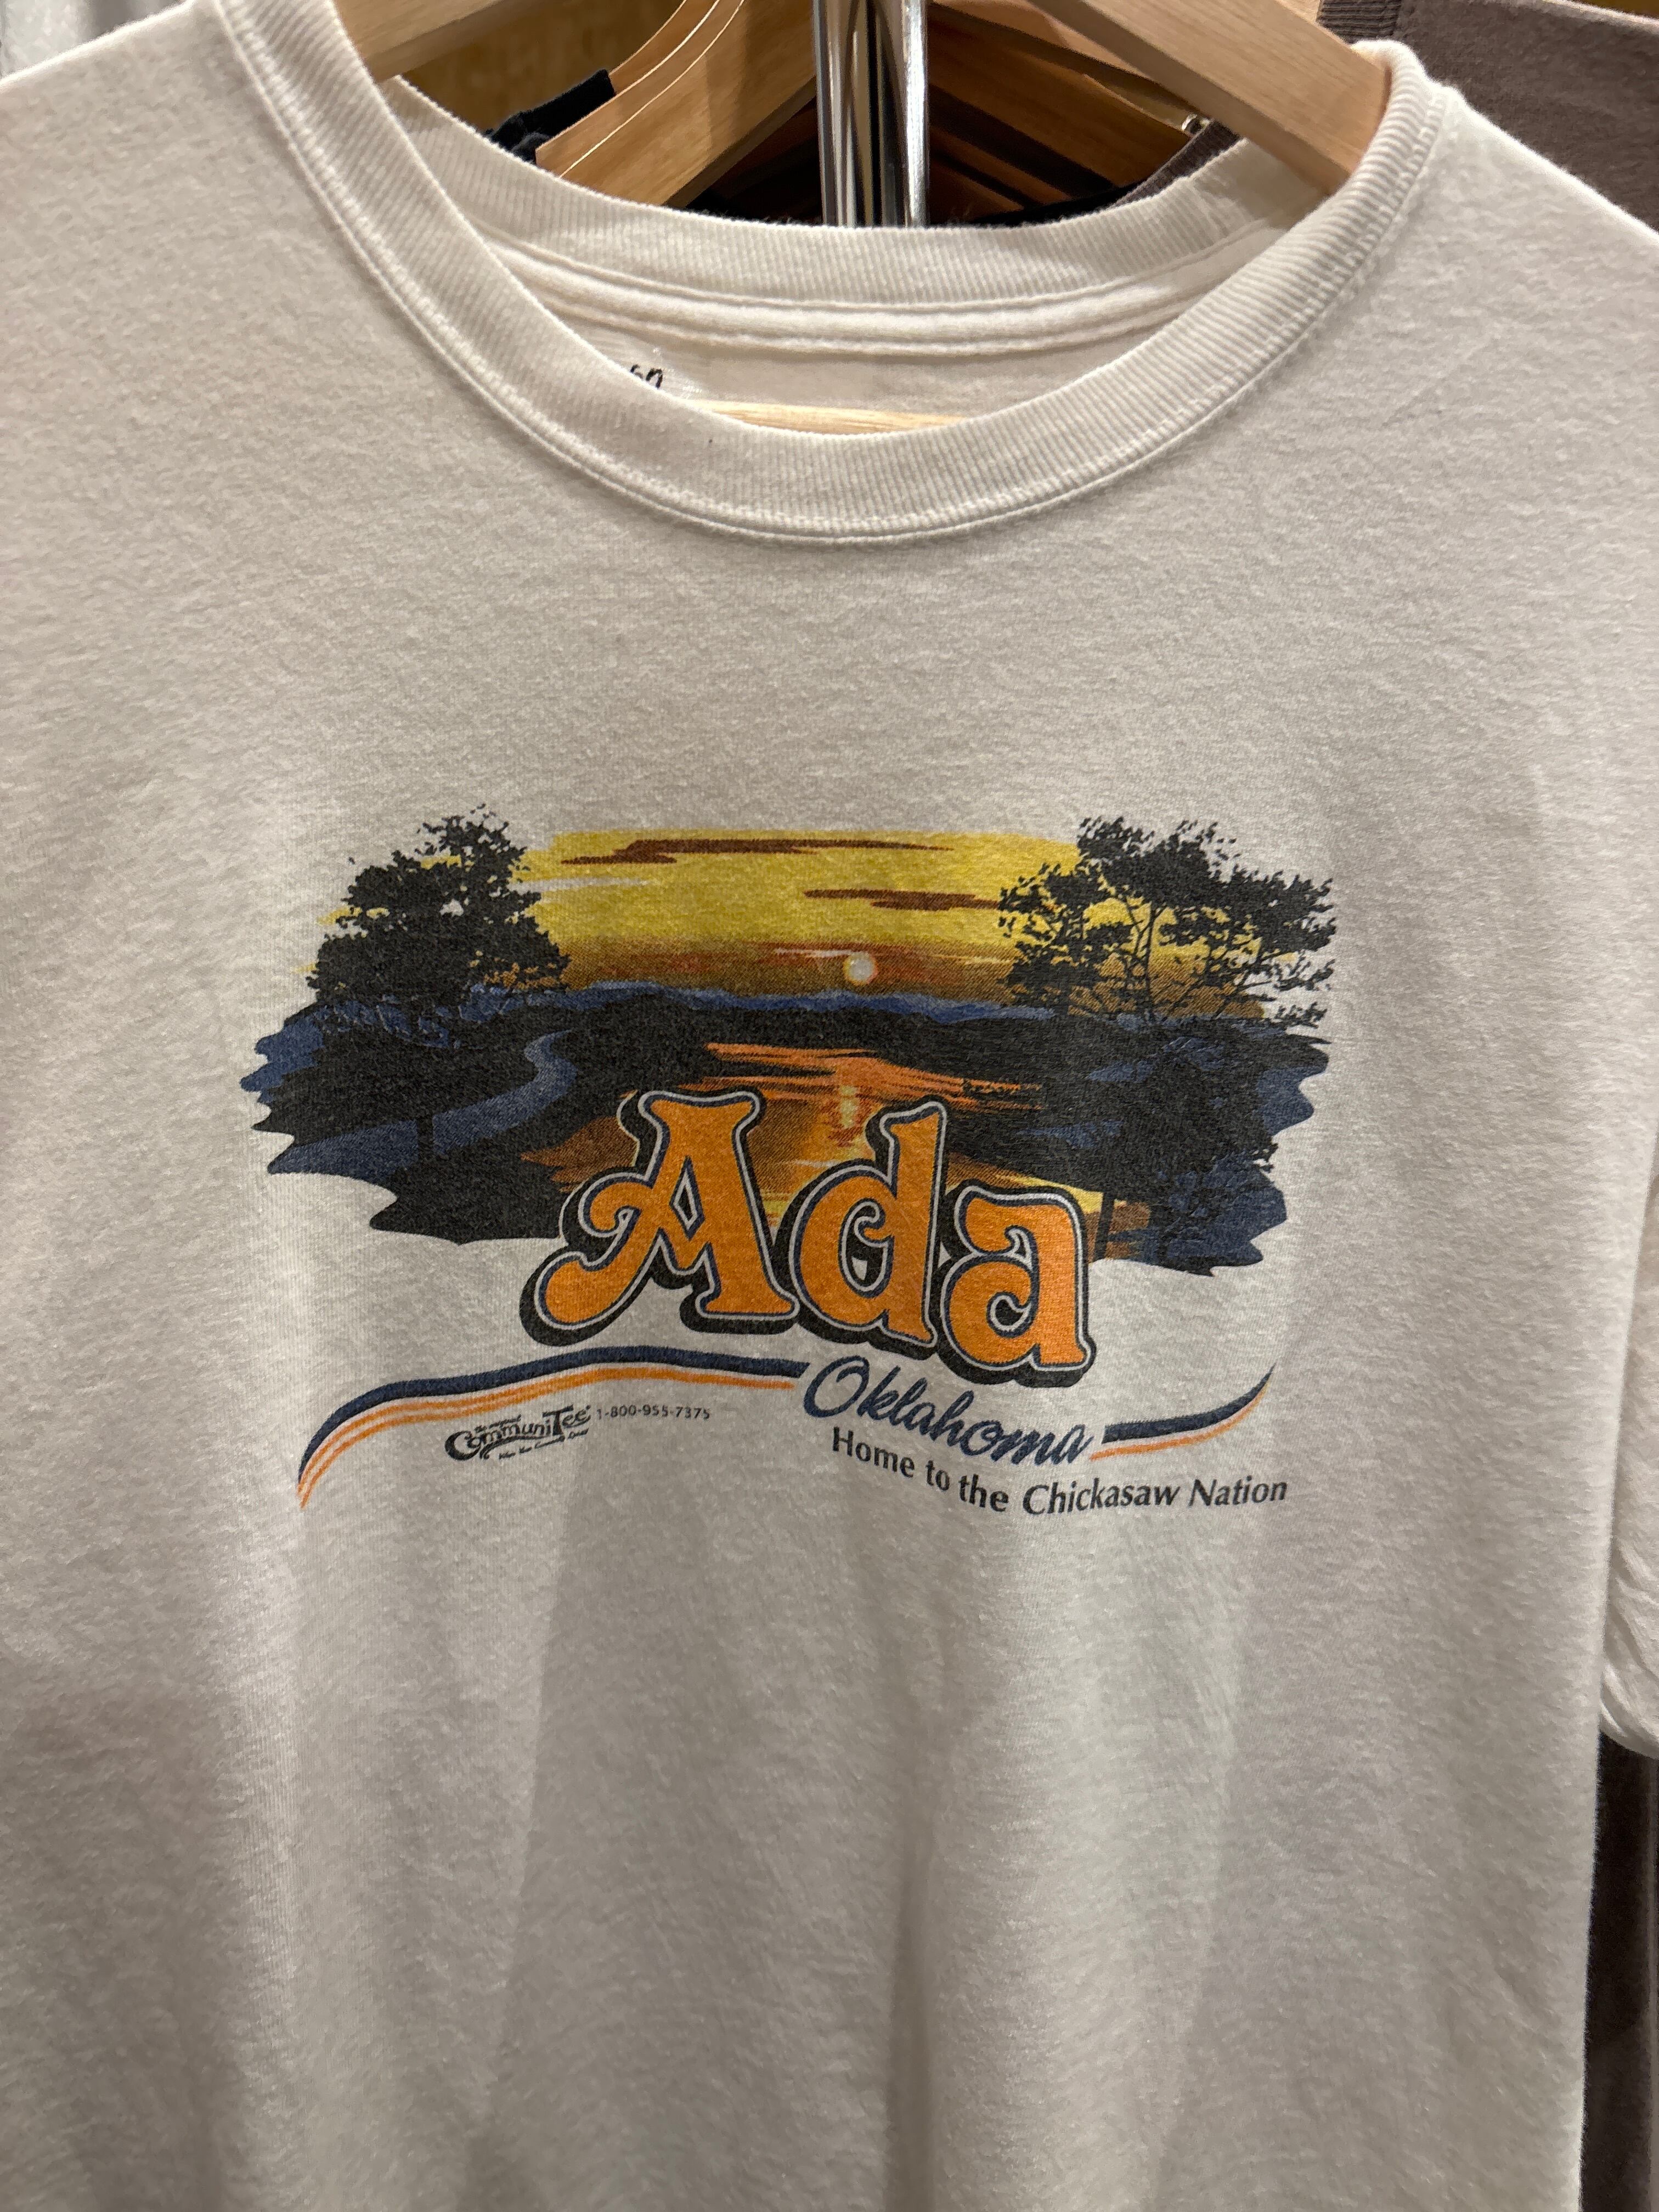 Ada
Oklahoma
CommuniTee 1-800-955-7375
Home to the Chickasaw Nation